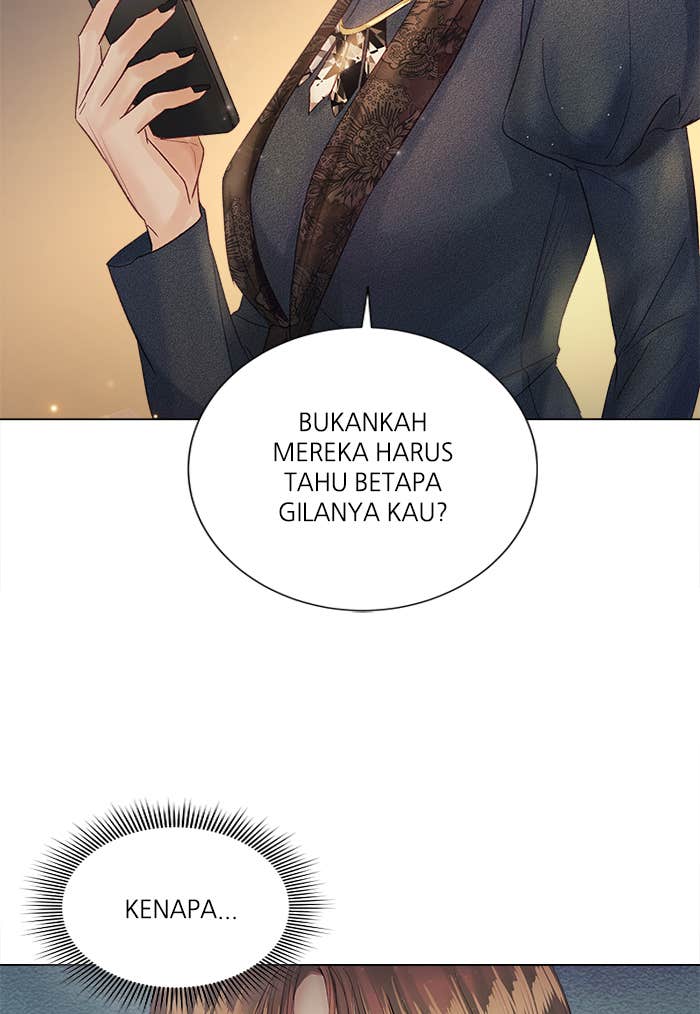 BUKANKAH
MEREKA HARUS
TAHU BETAPA
GILANYA KAU?
KENAPA...